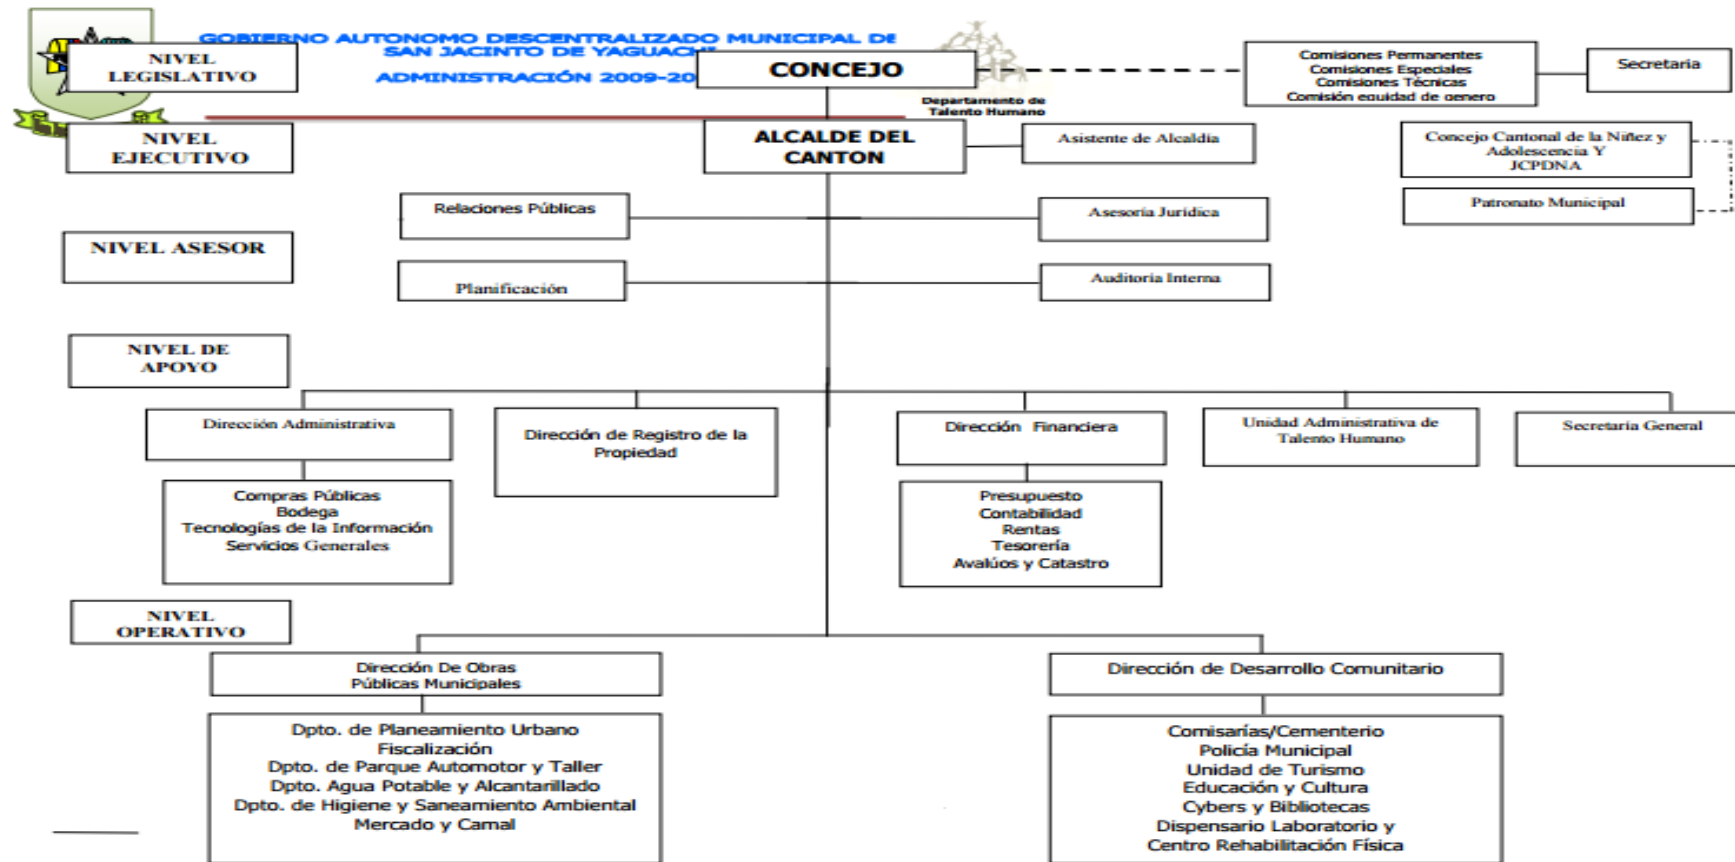 GOBIERNO AUTONOMO DESCENTRALIZADO MUNICIPAL DE
SAN JACINTO DE YAGUACHI
ADMINISTRACIÓN 2009-20
NIVEL
LEGISLATIVO
CONCEJO
Comisiones Permanentes
Comisiones Especiales
Comisiones Técnicas
Comisión equidad de genero
Secretaria
Departamento de
Talento Humano
NIVEL
EJECUTIVO
ALCALDE DEL
CANTON
Asistente de Alcaldía
Concejo Cantonal de la Niñez y
Adolescencia Y
JCPDNA
Patronato Municipal
Relaciones Públicas
Asesoría Jurídica
NIVEL ASESOR
Planificación
Auditoria Interna
NIVEL DE
APOYO
Dirección Administrativa
Dirección de Registro de la
Propiedad
Dirección Financiera
Unidad Administrativa de
Talento Humano
Secretaría General
Compras Públicas
Bodega
Tecnologías de la Información
Servicios Generales
Presupuesto
Contabilidad
Rentas
Tesorería
Avalúos y Catastro
NIVEL
OPERATIVO
Dirección De Obras
Públicas Municipales
Dirección de Desarrollo Comunitario
Dpto. de Planeamiento Urbano
Fiscalización
Dpto. de Parque Automotor y Taller
Dpto. Agua Potable y Alcantarillado
Dpto. de Higiene y Saneamiento Ambiental
Mercado y Camal
Comisarías/Cementerio
Policía Municipal
Unidad de Turismo
Educación y Cultura
Cybers y Bibliotecas
Dispensario Laboratorio y
Centro Rehabilitación Física